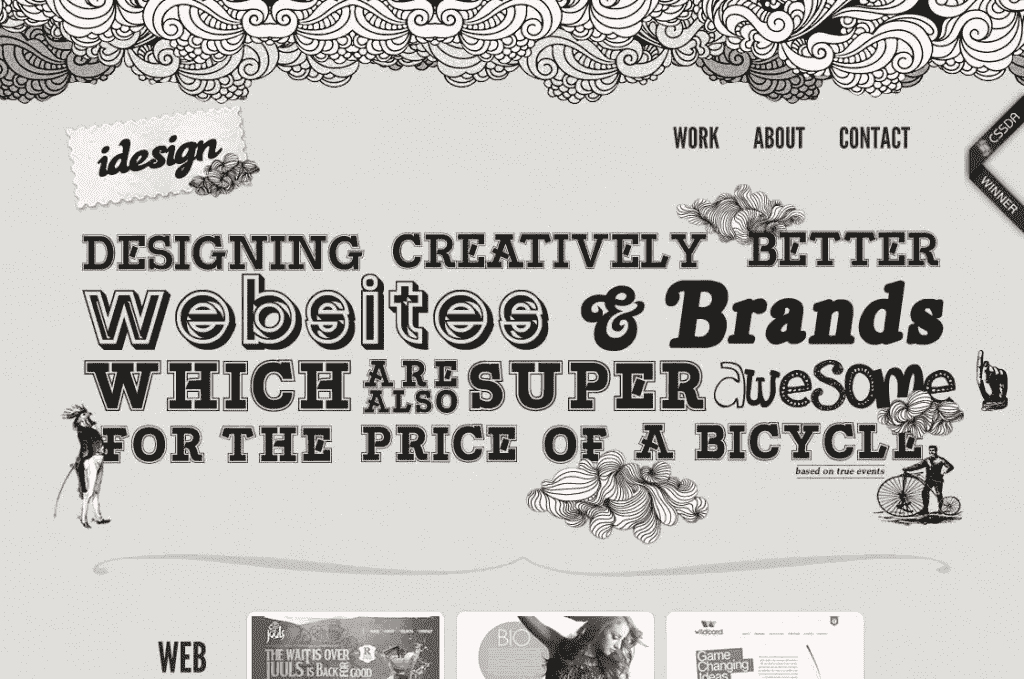 idesign
WORK ABOUT CONTACT
CSSDA
WINNER
DESIGNING CREATIVELY BETTER
websites & Brands
WHICH ARE ALSO SUPER awesome
FOR THE PRICE OF A BICYCLE
based on true events
WEB
juuls
THE WAIT IS OVER
JUULS IS BACK FOR GOOD
BIO
wildcard
Game
Changing
Ideas